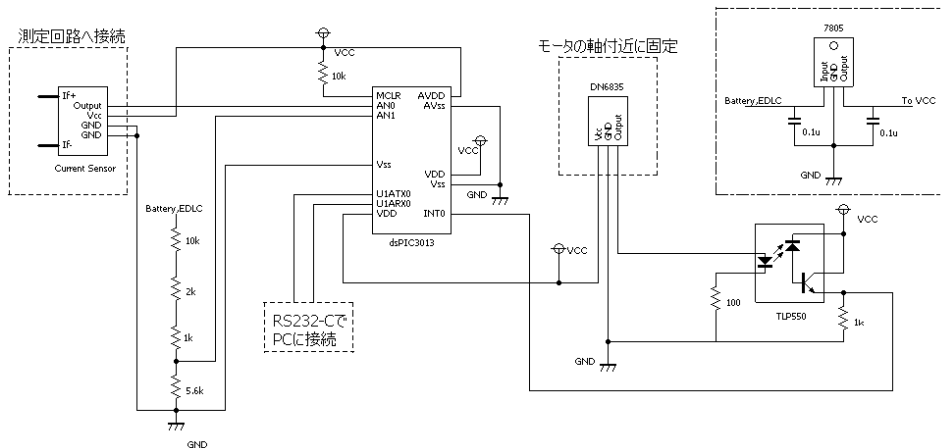 測定回路へ接続
If+
Output
Vcc
GND
GND
If-
Current Sensor
VCC
10k
MCLR
AN0
AN1
Vss
U1ATX0
U1ARX0
VDD
AVDD
AVss
VDD
Vss
INT0
dsPIC3013
VCC
GND
Battery,EDLC
10k
2k
1k
5.6k
GND
RS232-Cで
PCに接続
モータの軸付近に固定
DN6835
Vcc
GND
Output
VCC
GND
100
TLP550
VCC
1k
7805
Input
GND
Output
Battery,EDLC
To VCC
0.1u
0.1u
GND